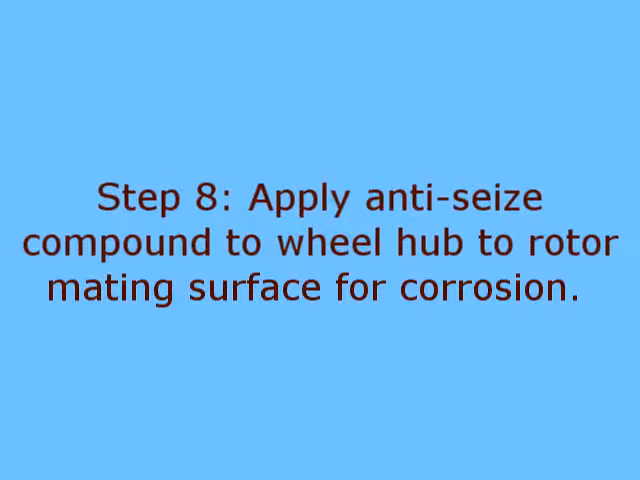 Step 8: Apply anti-seize
compound to wheel hub to rotor
mating surface for corrosion.